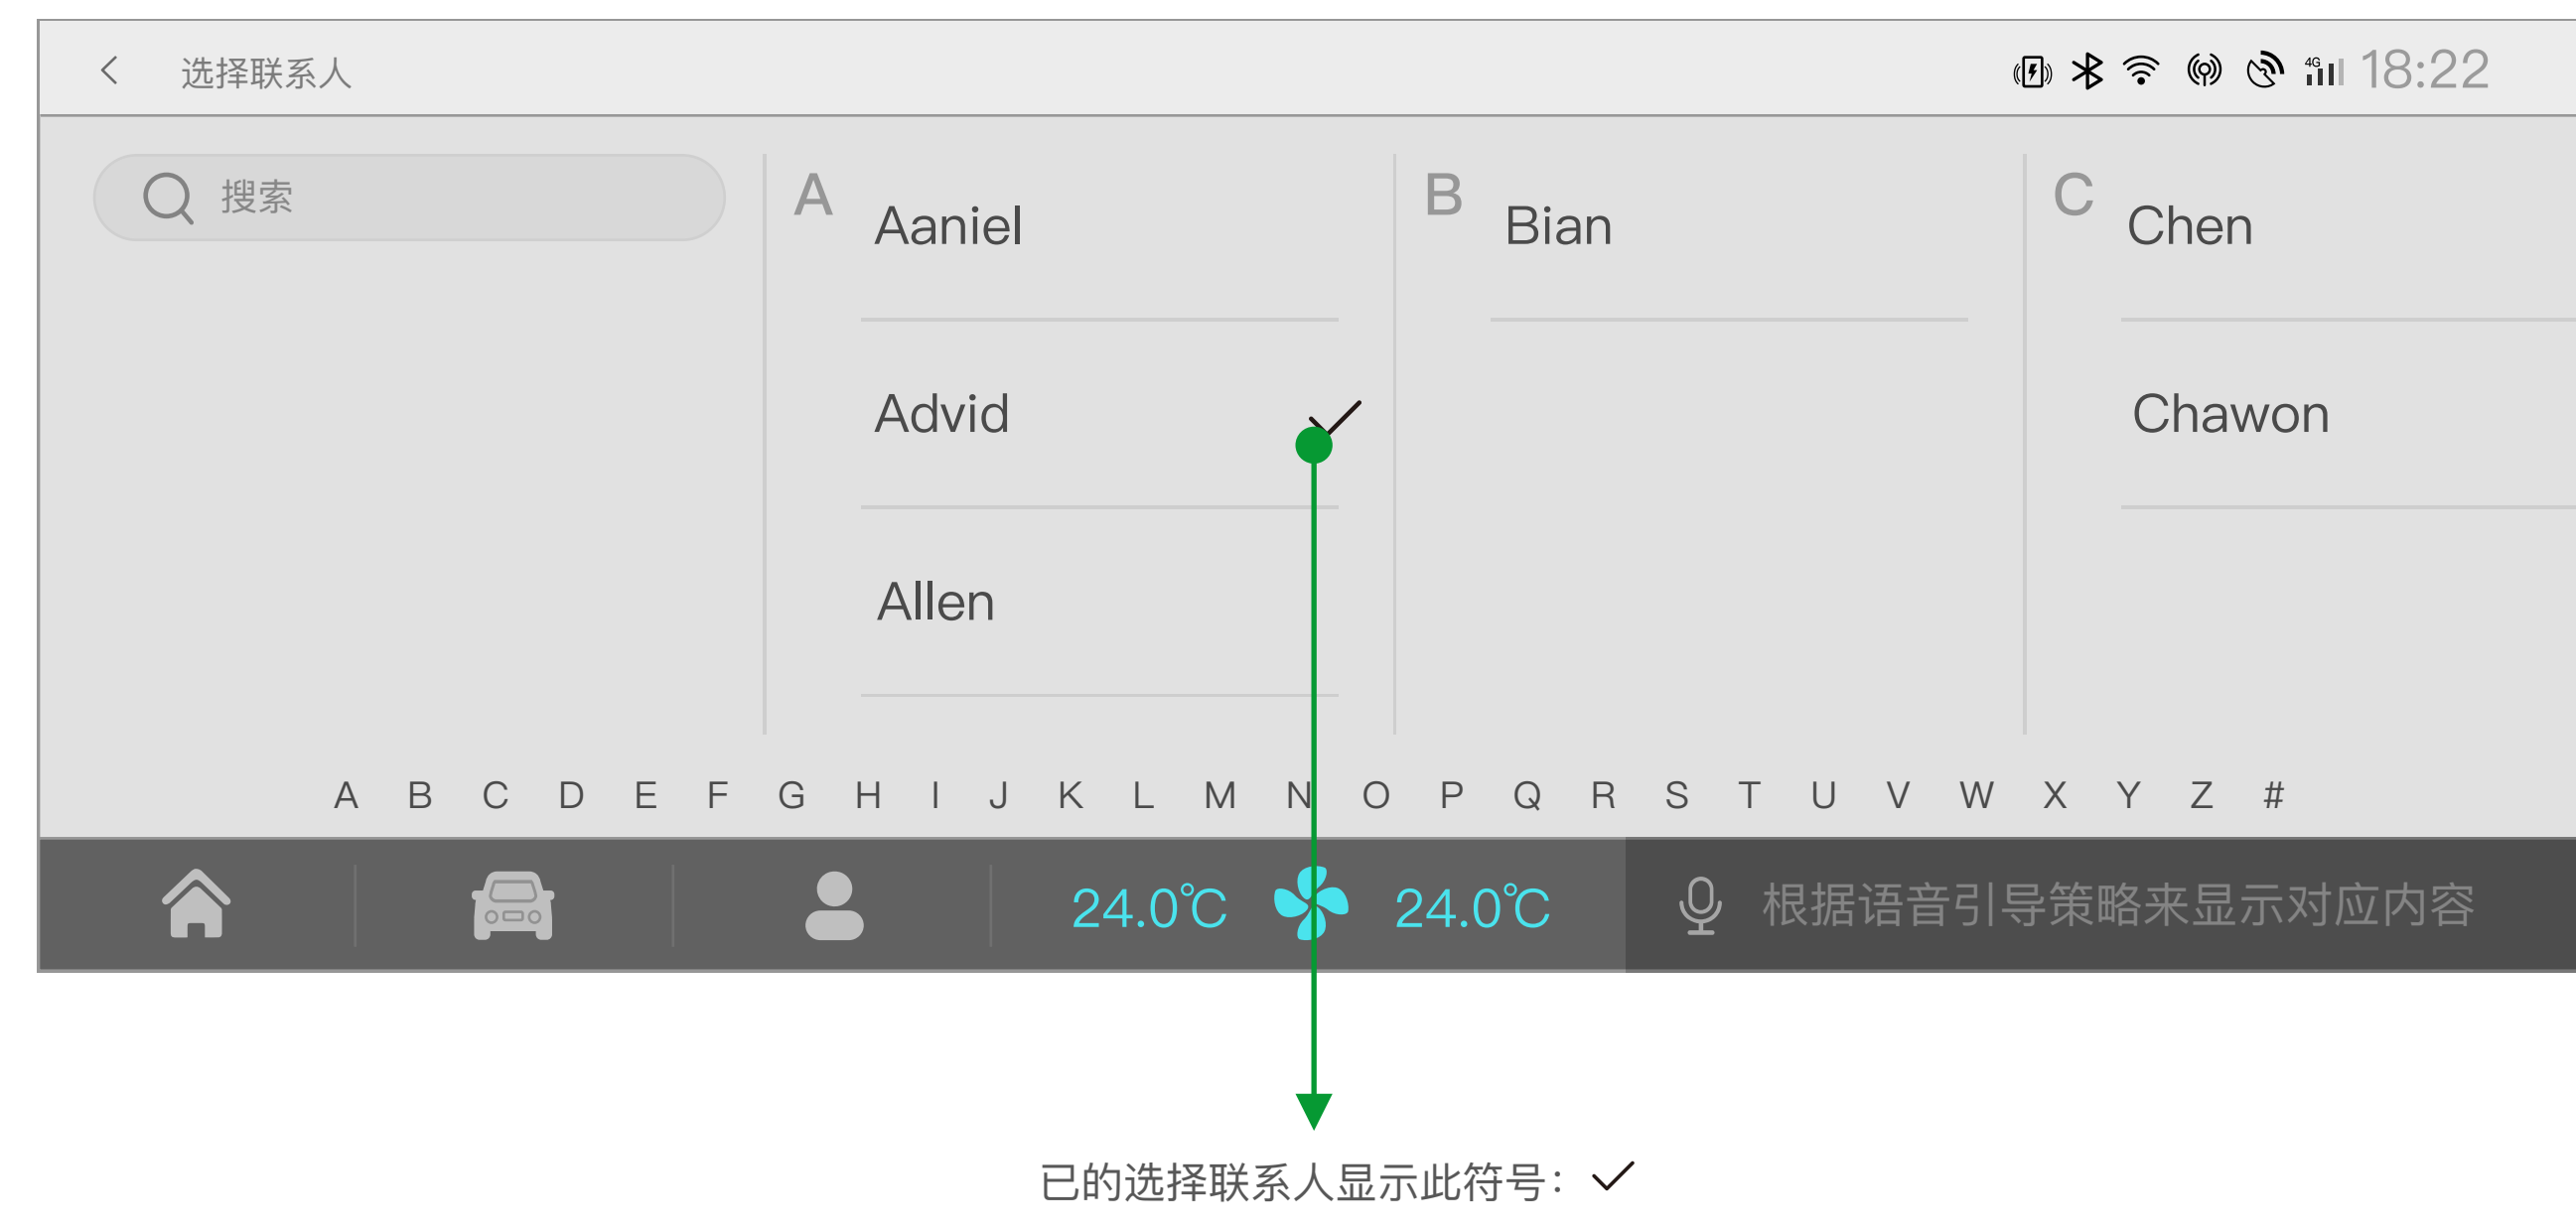 选择联系人
4G 18:22
搜索
A
Aaniel
Advid
Allen
B
Bian
C
Chen
Chawon
A B C D E F G H I J K L M N O P Q R S T U V W X Y Z #
24.0℃ 24.0℃ 根据语音引导策略来显示对应内容
已的选择联系人显示此符号：